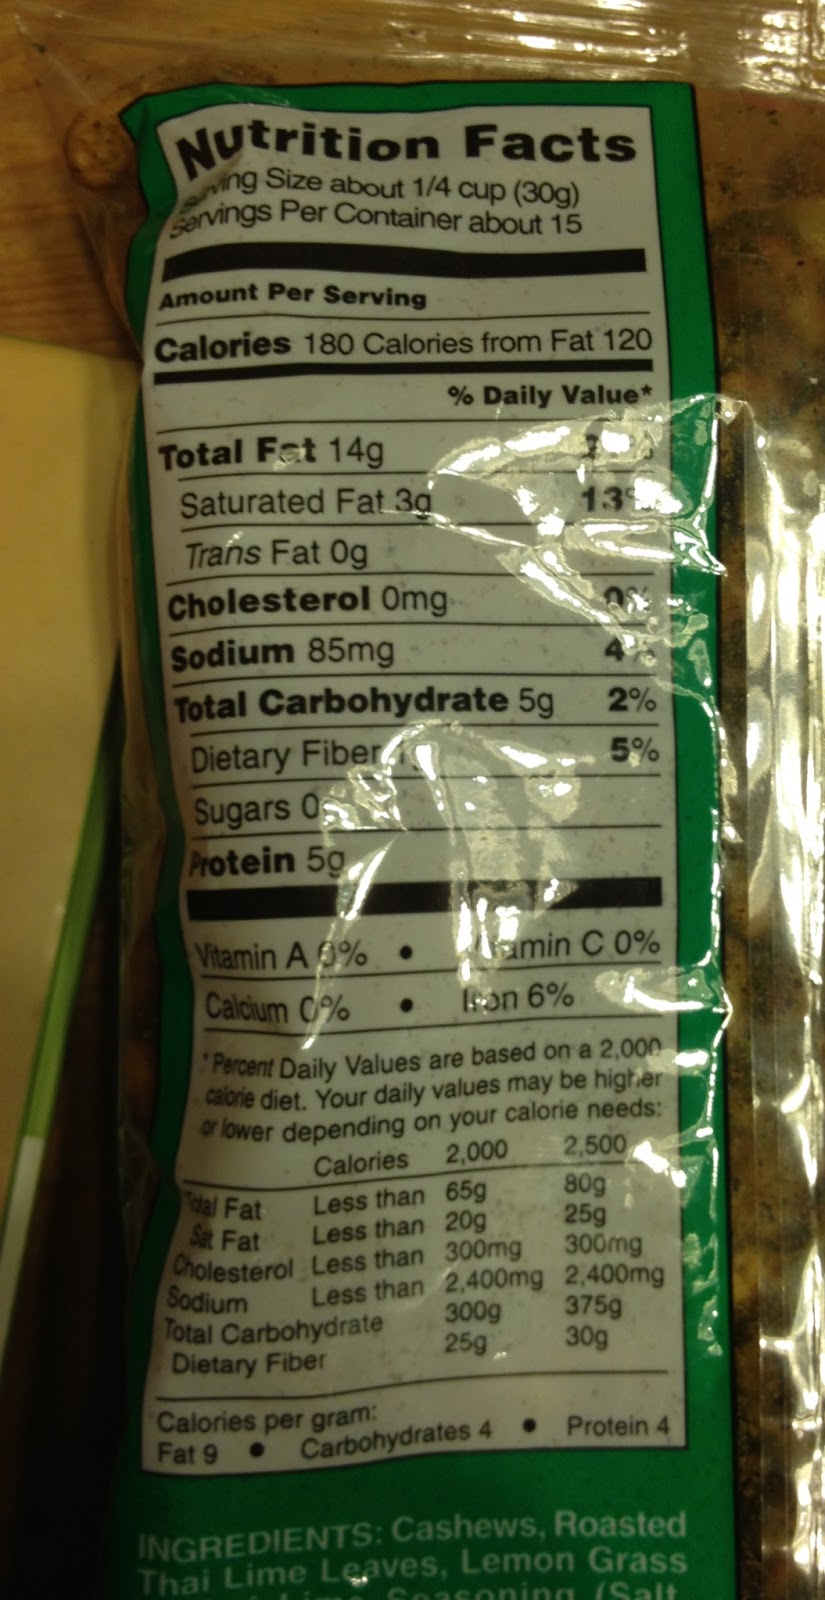 Nutrition Facts
Serving Size about 1/4 cup (30g)
Servings Per Container about 15
Amount Per Serving
Calories 180 Calories from Fat 120
% Daily Value*
Total Fat 14g
Saturated Fat 3g 13%
Trans Fat 0g
Cholesterol 0mg 0%
Sodium 85mg 4%
Total Carbohydrate 5g 2%
Dietary Fiber 5%
Sugars
Protein 5g
Vitamin A 0% • Vitamin C 0%
Calcium 0% • Iron 6%
* Percent Daily Values are based on a 2,000
calorie diet. Your daily values may be higher
or lower depending on your calorie needs:
Calories 2,000 2,500
Total Fat Less than 65g 80g
Sat Fat Less than 20g 25g
Cholesterol Less than 300mg 300mg
Sodium Less than 2,400mg 2,400mg
Total Carbohydrate 300g 375g
Dietary Fiber 25g 30g
Calories per gram:
Fat 9 • Carbohydrates 4 • Protein 4
INGREDIENTS: Cashews, Roasted
Thai Lime Leaves, Lemon Grass
Lime Seasoning (Salt